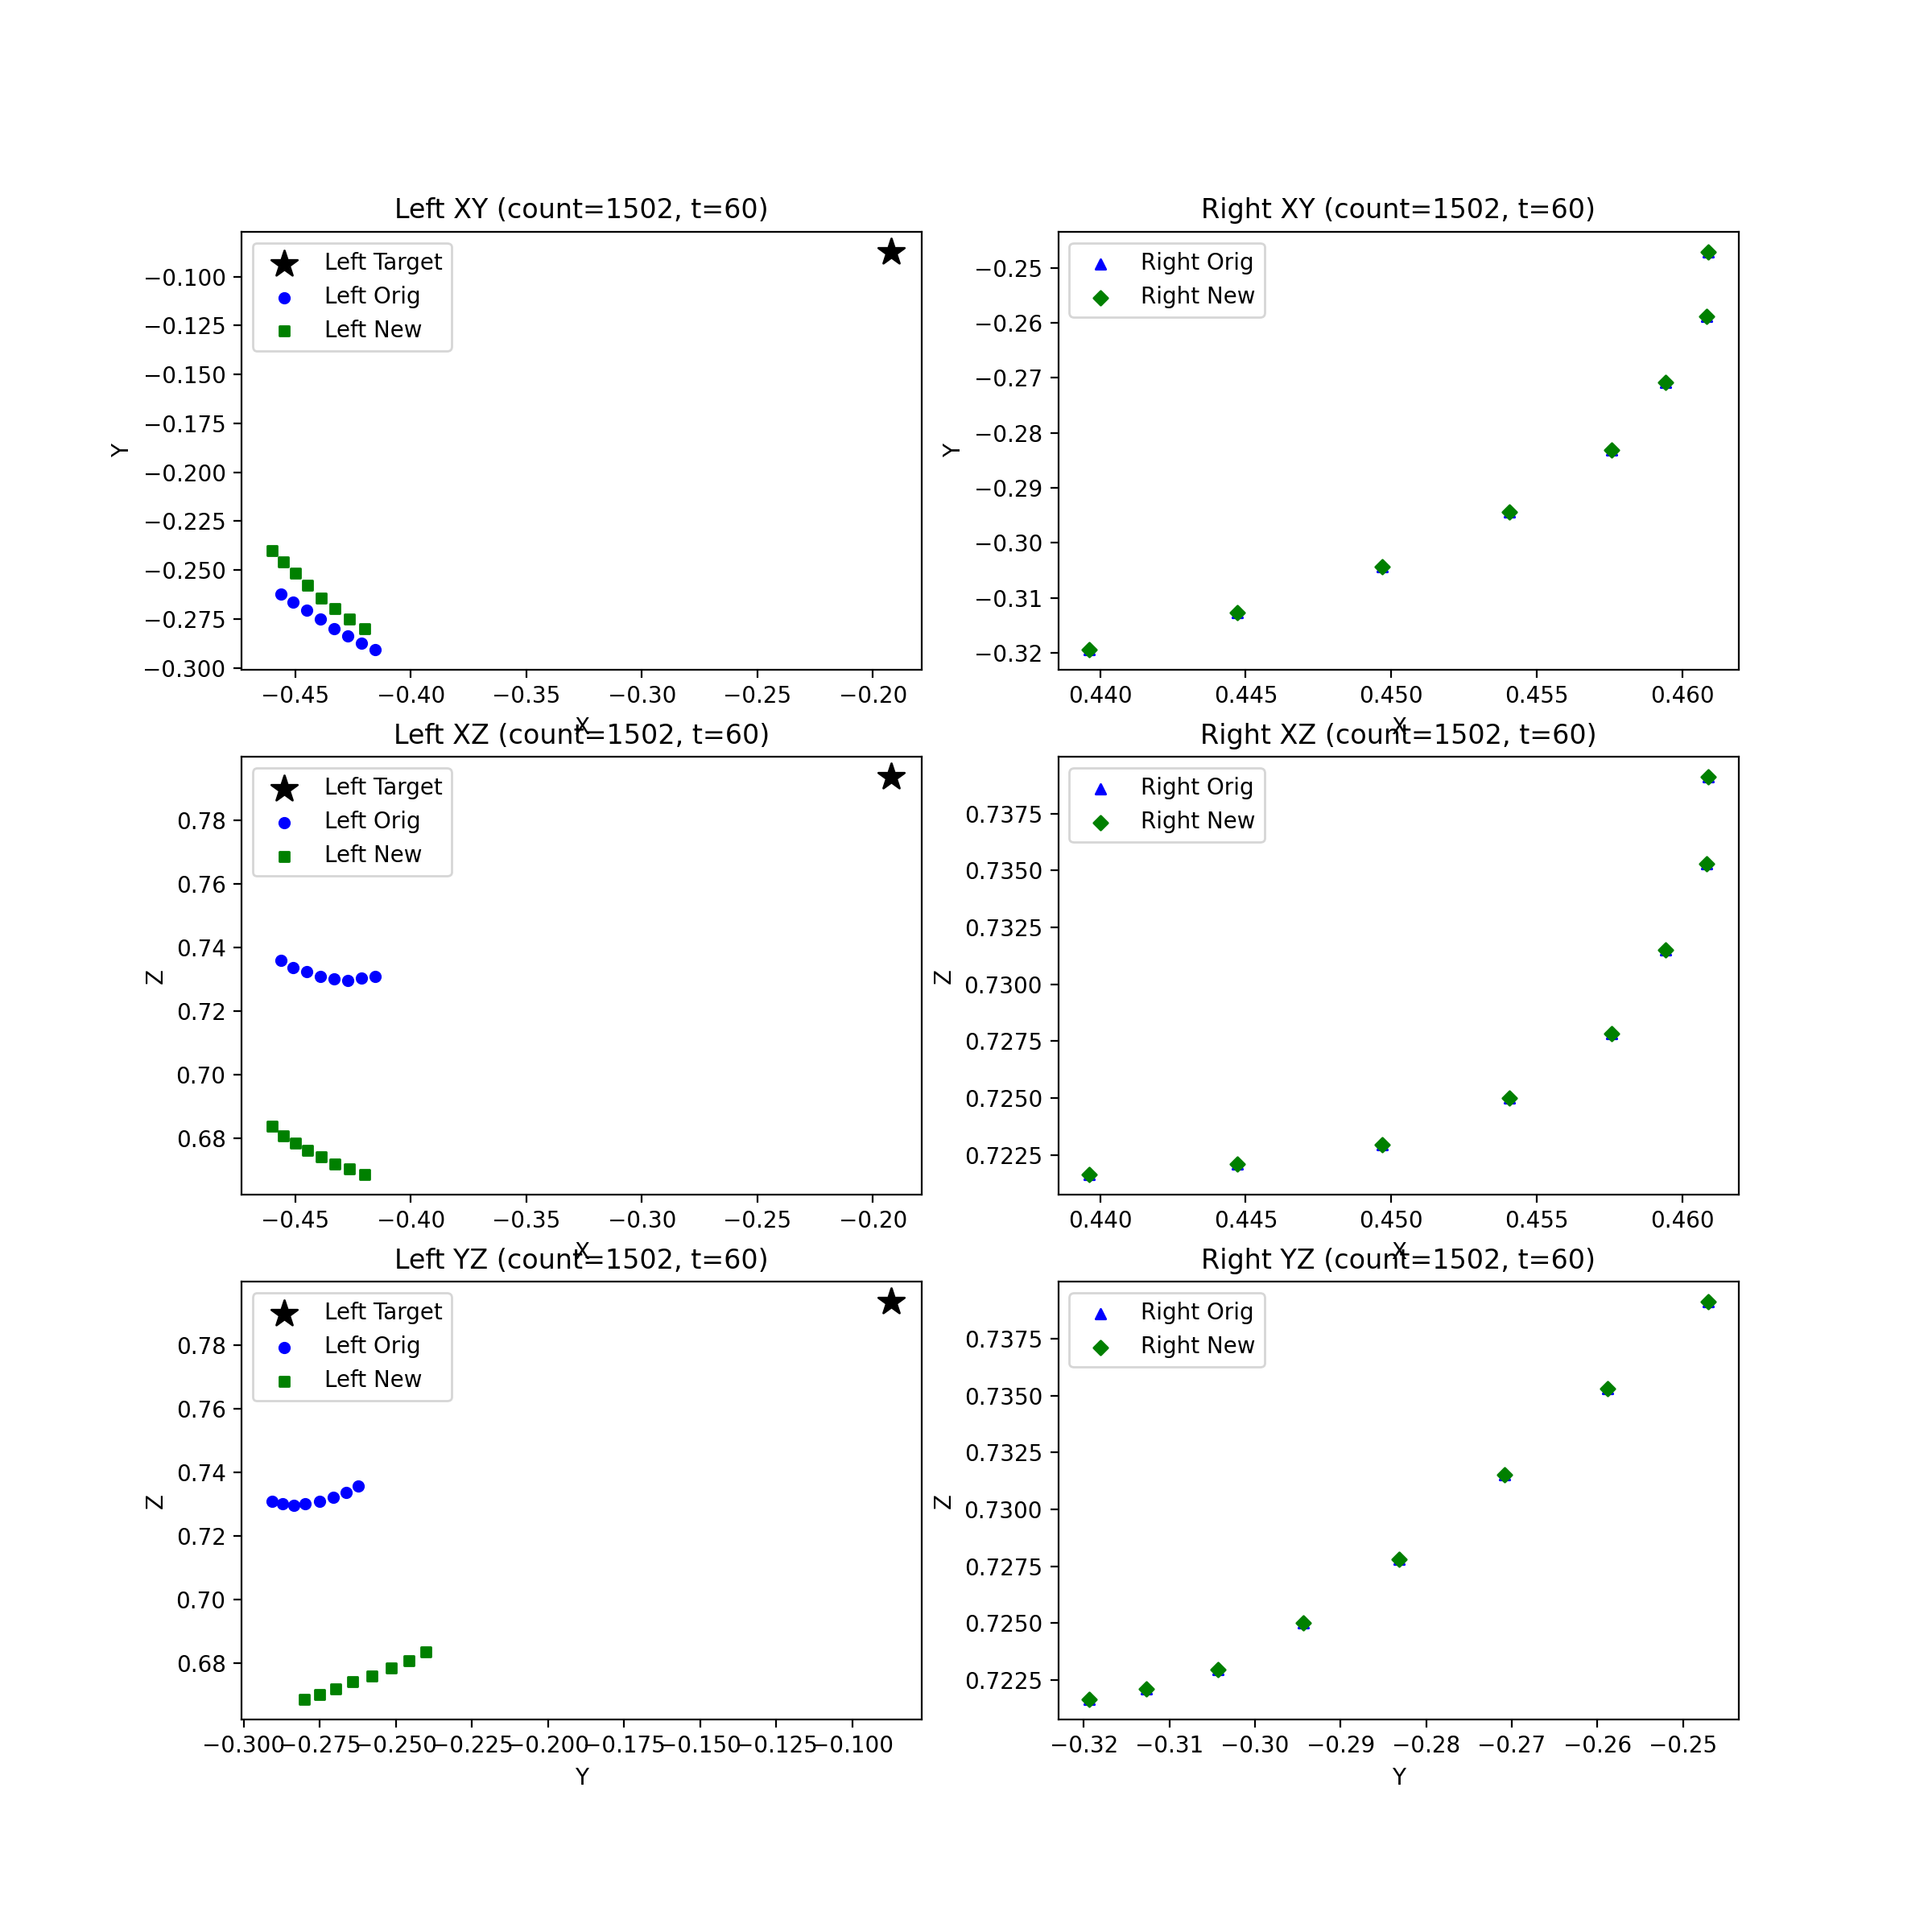 Left XY (count=1502, t=60)
Left Target
Left Orig
Left New
Y
−0.100
−0.125
−0.150
−0.175
−0.200
−0.225
−0.250
−0.275
−0.300
−0.45 −0.40 −0.35 −0.30 −0.25 −0.20
X
Right XY (count=1502, t=60)
Right Orig
Right New
Y
−0.25
−0.26
−0.27
−0.28
−0.29
−0.30
−0.31
−0.32
0.440 0.445 0.450 0.455 0.460
X
Left XZ (count=1502, t=60)
Left Target
Left Orig
Left New
Z
0.78
0.76
0.74
0.72
0.70
0.68
−0.45 −0.40 −0.35 −0.30 −0.25 −0.20
X
Right XZ (count=1502, t=60)
Right Orig
Right New
Z
0.7375
0.7350
0.7325
0.7300
0.7275
0.7250
0.7225
0.440 0.445 0.450 0.455 0.460
X
Left YZ (count=1502, t=60)
Left Target
Left Orig
Left New
Z
0.78
0.76
0.74
0.72
0.70
0.68
−0.300 −0.275 −0.250 −0.225 −0.200 −0.175 −0.150 −0.125 −0.100
Y
Right YZ (count=1502, t=60)
Right Orig
Right New
Z
0.7375
0.7350
0.7325
0.7300
0.7275
0.7250
0.7225
−0.32 −0.31 −0.30 −0.29 −0.28 −0.27 −0.26 −0.25
Y